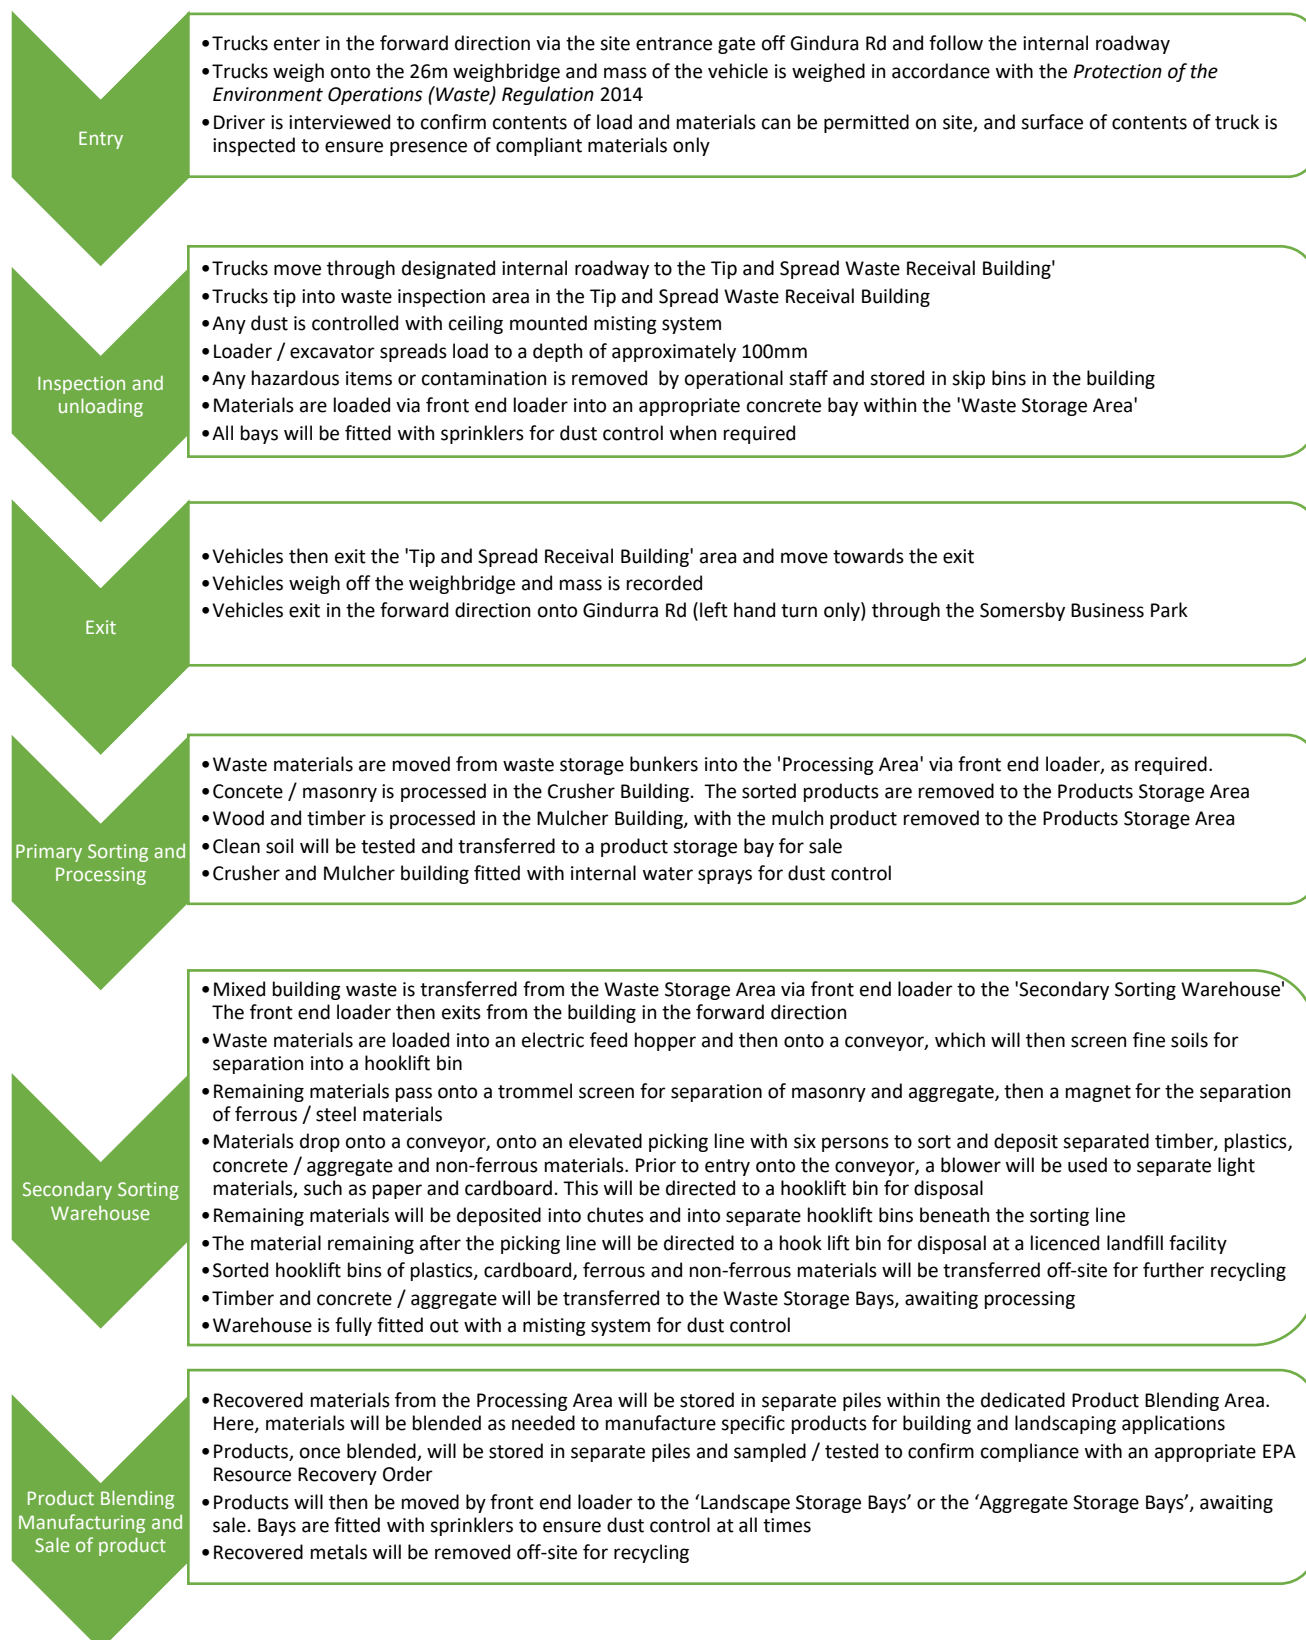 Entry
•Trucks enter in the forward direction via the site entrance gate off Gindura Rd and follow the internal roadway
•Trucks weigh onto the 26m weighbridge and mass of the vehicle is weighed in accordance with the Protection of the
Environment Operations (Waste) Regulation 2014
•Driver is interviewed to confirm contents of load and materials can be permitted on site, and surface of contents of truck is
inspected to ensure presence of compliant materials only
Inspection and
unloading
•Trucks move through designated internal roadway to the Tip and Spread Waste Receival Building'
•Trucks tip into waste inspection area in the Tip and Spread Waste Receival Building
•Any dust is controlled with ceiling mounted misting system
•Loader / excavator spreads load to a depth of approximately 100mm
•Any hazardous items or contamination is removed  by operational staff and stored in skip bins in the building
•Materials are loaded via front end loader into an appropriate concrete bay within the 'Waste Storage Area'
•All bays will be fitted with sprinklers for dust control when required
Exit
•Vehicles then exit the 'Tip and Spread Receival Building' area and move towards the exit
•Vehicles weigh off the weighbridge and mass is recorded
•Vehicles exit in the forward direction onto Gindurra Rd (left hand turn only) through the Somersby Business Park
Primary Sorting and
Processing
•Waste materials are moved from waste storage bunkers into the 'Processing Area' via front end loader, as required.
•Concete / masonry is processed in the Crusher Building.  The sorted products are removed to the Products Storage Area
•Wood and timber is processed in the Mulcher Building, with the mulch product removed to the Products Storage Area
•Clean soil will be tested and transferred to a product storage bay for sale
•Crusher and Mulcher building fitted with internal water sprays for dust control
Secondary Sorting
Warehouse
•Mixed building waste is transferred from the Waste Storage Area via front end loader to the 'Secondary Sorting Warehouse'
The front end loader then exits from the building in the forward direction
•Waste materials are loaded into an electric feed hopper and then onto a conveyor, which will then screen fine soils for
separation into a hooklift bin
•Remaining materials pass onto a trommel screen for separation of masonry and aggregate, then a magnet for the separation
of ferrous / steel materials
•Materials drop onto a conveyor, onto an elevated picking line with six persons to sort and deposit separated timber, plastics,
concrete / aggregate and non-ferrous materials. Prior to entry onto the conveyor, a blower will be used to separate light
materials, such as paper and cardboard. This will be directed to a hooklift bin for disposal
•Remaining materials will be deposited into chutes and into separate hooklift bins beneath the sorting line
•The material remaining after the picking line will be directed to a hook lift bin for disposal at a licenced landfill facility
•Sorted hooklift bins of plastics, cardboard, ferrous and non-ferrous materials will be transferred off-site for further recycling
•Timber and concrete / aggregate will be transferred to the Waste Storage Bays, awaiting processing
•Warehouse is fully fitted out with a misting system for dust control
Product Blending
Manufacturing and
Sale of product
•Recovered materials from the Processing Area will be stored in separate piles within the dedicated Product Blending Area.
Here, materials will be blended as needed to manufacture specific products for building and landscaping applications
•Products, once blended, will be stored in separate piles and sampled / tested to confirm compliance with an appropriate EPA
Resource Recovery Order
•Products will then be moved by front end loader to the ‘Landscape Storage Bays’ or the ‘Aggregate Storage Bays’, awaiting
sale. Bays are fitted with sprinklers to ensure dust control at all times
•Recovered metals will be removed off-site for recycling